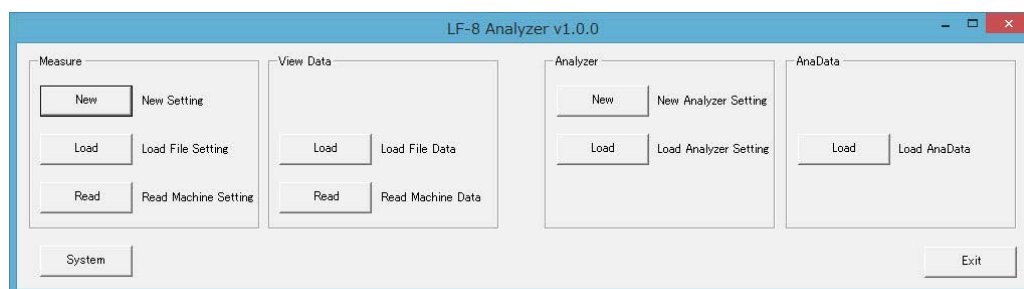 LF-8 Analyzer v1.0.0
Measure
New New Setting
Load Load File Setting
Read Read Machine Setting
View Data
Load Load File Data
Read Read Machine Data
Analyzer
New New Analyzer Setting
Load Load Analyzer Setting
AnaData
Load Load AnaData
System
Exit